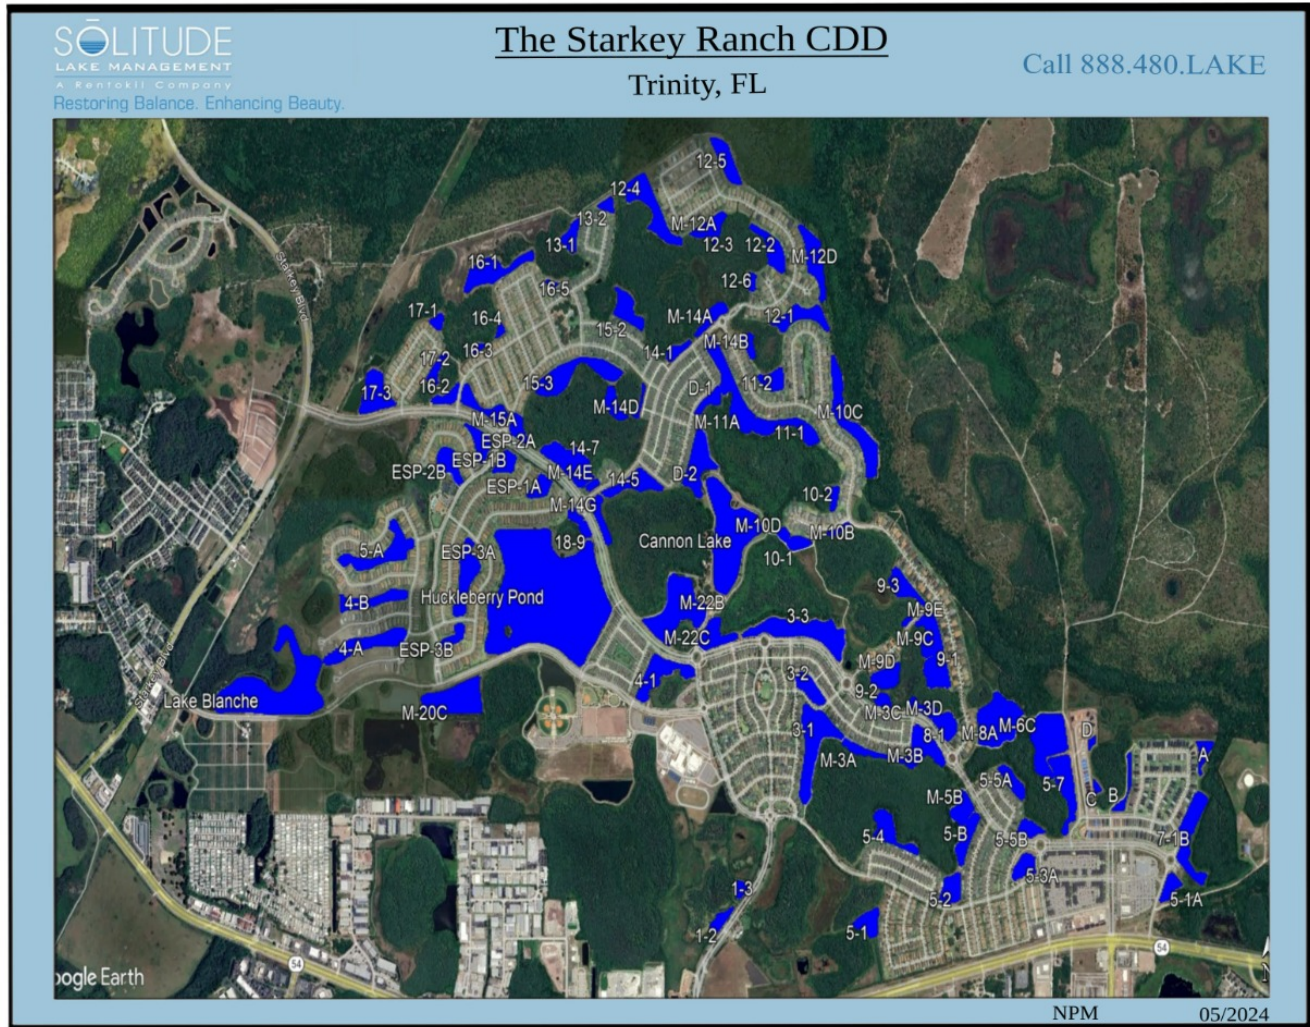 SŌLITUDE
LAKE MANAGEMENT
A Rentokil Company
Restoring Balance. Enhancing Beauty.
The Starkey Ranch CDD
Trinity, FL
Call 888.480.LAKE
12-5
12-4
13-2
M-12A
13-1
12-3
12-2
M-12D
16-1
16-5
12-6
Starkey Blvd
17-1
16-4
15-2
M-14A
12-1
M-14B
17-2
16-3
14-1
17-3
16-2
15-3
D-1
11-2
M-14D
M-10C
M-15A
M-11A
11-1
ESP-2A
ESP-1B
14-7
ESP-2B
M-14E
14-5
D-2
ESP-1A
10-2
M-14G
M-10D
M-10B
18-9
Cannon Lake
5-A
ESP-3A
10-1
9-3
4-B
Huckleberry Pond
M-22B
M-9E
3-3
M-9C
4-A
ESP-3B
M-22C
M-9D
9-1
Starkey Blvd
4-1
3-2
9-2
Lake Blanche
M-20C
M-3C
M-3D
3-1
8-1
M-8A
M-6C
D
M-3A
M-3B
A
5-5A
5-7
M-5B
C
B
5-4
5-B
5-5B
7-1B
5-3A
1-3
5-2
5-1A
1-2
5-1
54
54
oogle Earth
N
NPM
05/2024